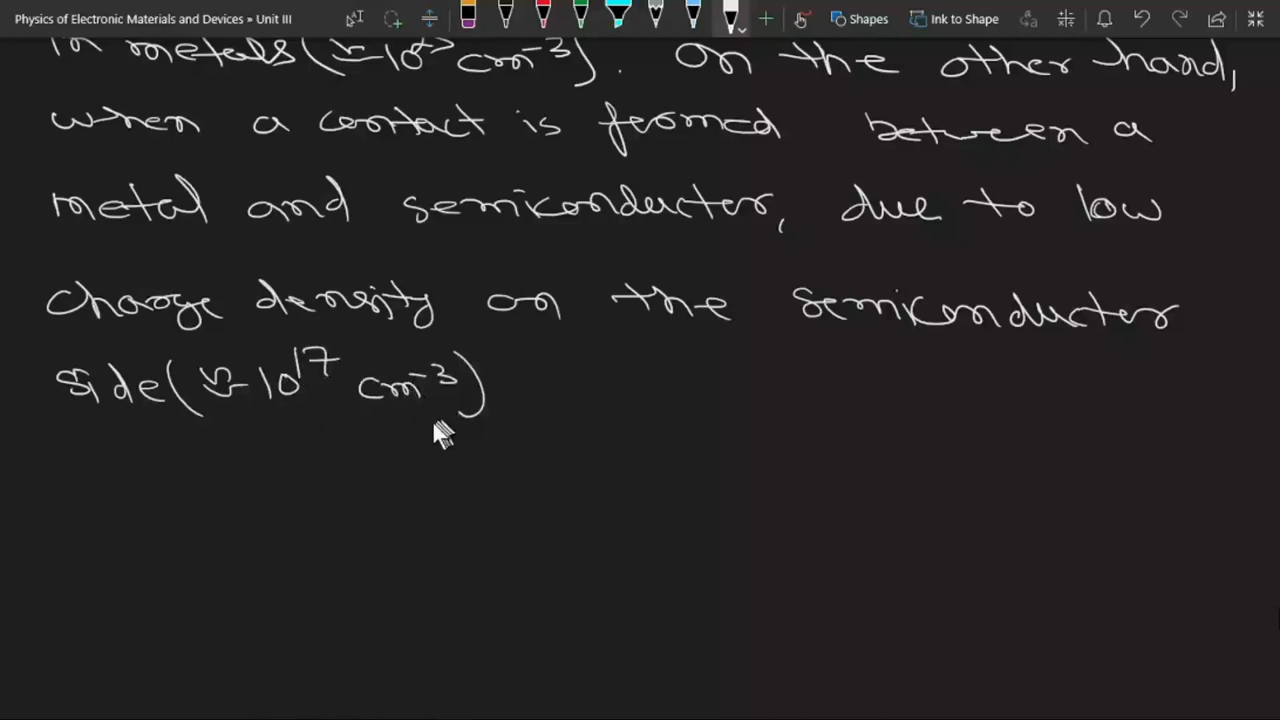 Physics of Electronic Materials and Devices » Unit III
Shapes
Ink to Shape
in metals (≃ 10 cm⁻³). On the other hand,
when a contact is formed between a
metal and semiconductor, due to low
charge density on the semiconductor
side (≃ 10¹⁷ cm⁻³)